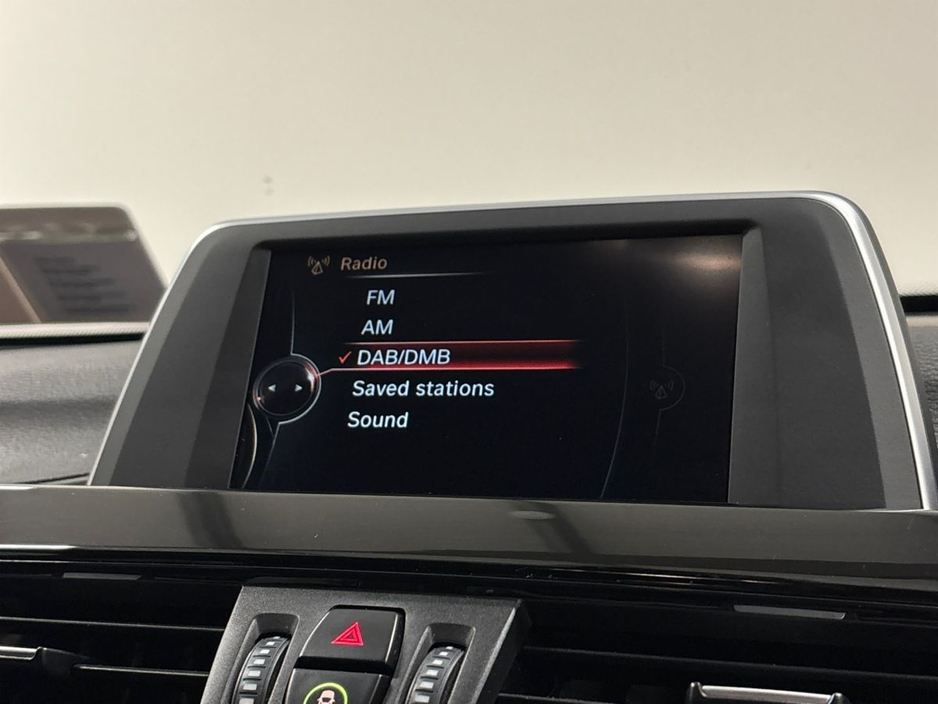 Radio
FM
AM
DAB/DMB
Saved stations
Sound